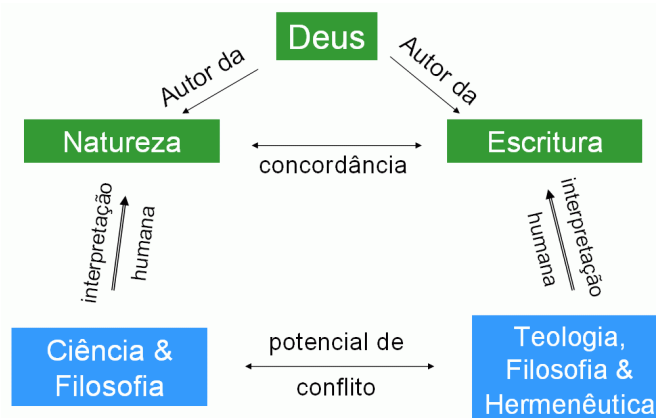 Deus
Autor da
Autor da
Natureza
Escritura
concordância
interpretação
humana
interpretação
humana
Ciência &
Filosofia
potencial de
conflito
Teologia,
Filosofia &
Hermenêutica